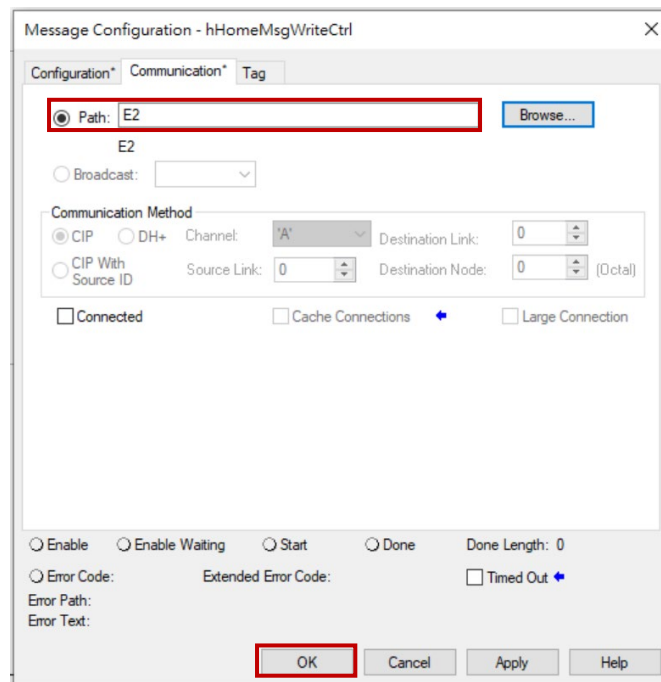 Message Configuration - hHomeMsgWriteCtrl
Configuration* Communication* Tag
Path: E2 Browse...
E2
Broadcast:
Communication Method
CIP DH+ Channel: 'A' Destination Link: 0
CIP With Source ID Source Link: 0 Destination Node: 0 (Octal)
Connected Cache Connections Large Connection
Enable Enable Waiting Start Done Done Length: 0
Error Code: Extended Error Code: Timed Out
Error Path:
Error Text:
OK Cancel Apply Help